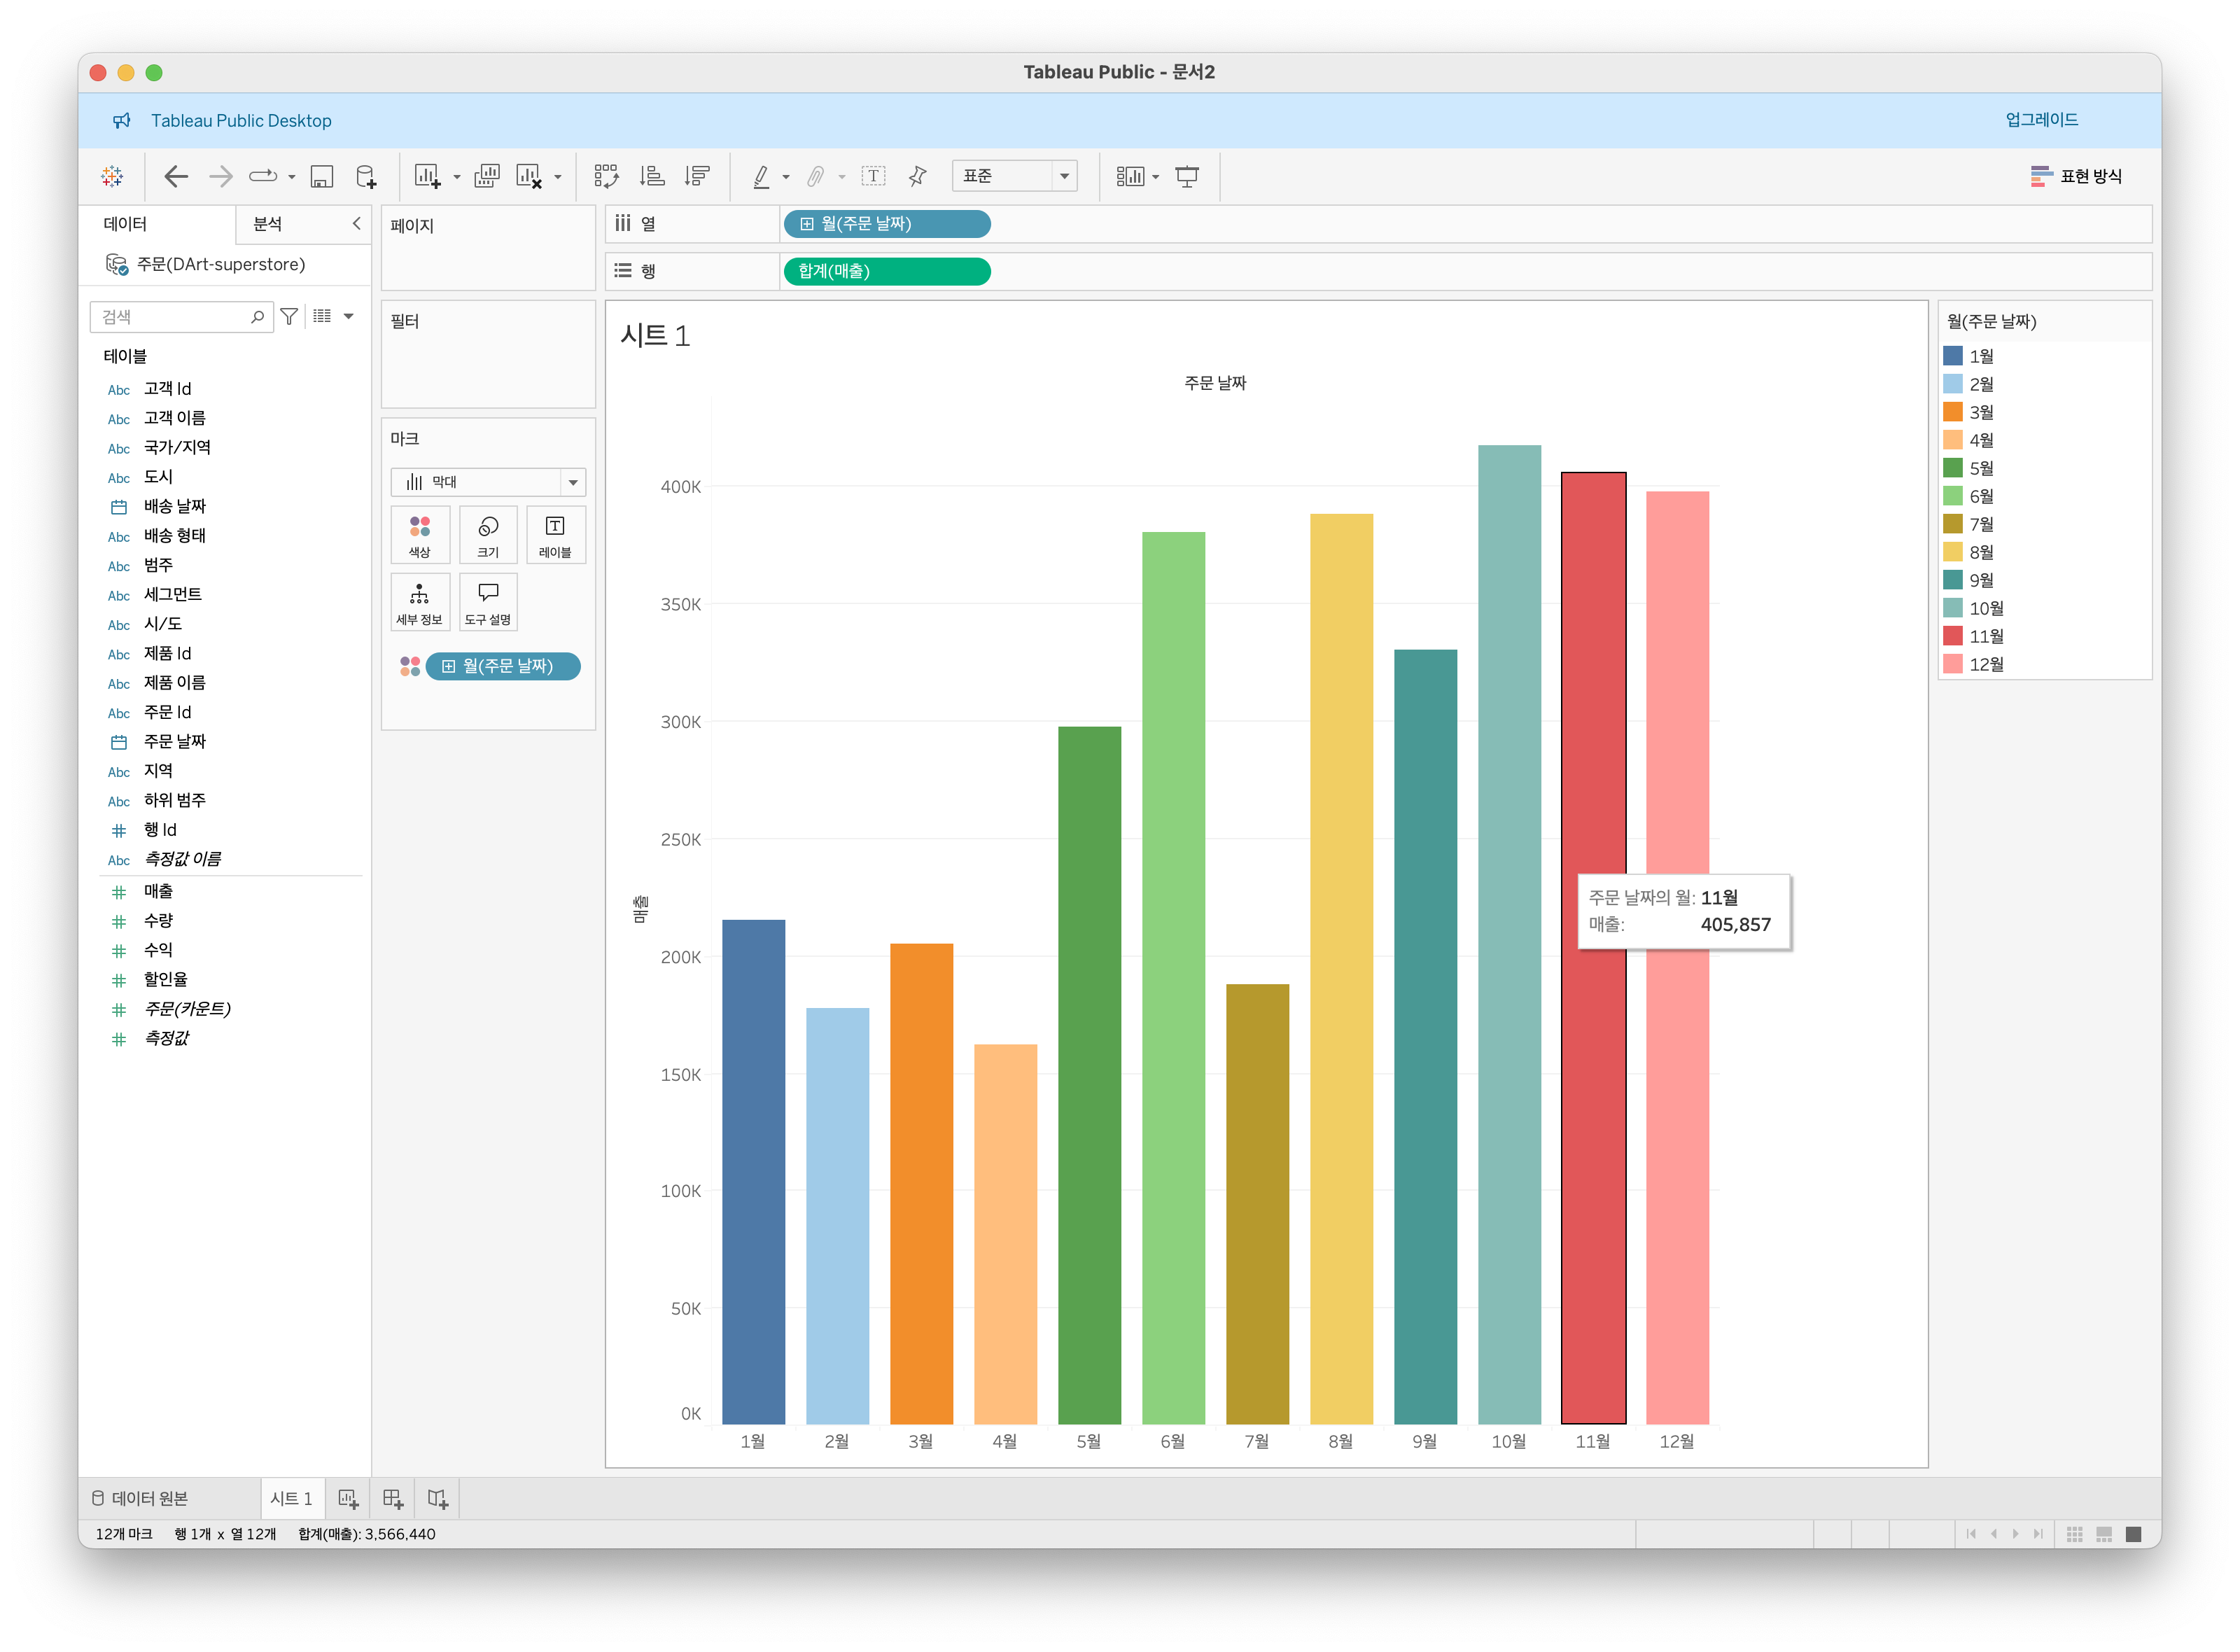 Tableau Public - 문서2
Tableau Public Desktop
업그레이드
표준
표현 방식
데이터
분석
주문(DArt-superstore)
검색
테이블
Abc 고객 Id
Abc 고객 이름
Abc 국가/지역
Abc 도시
배송 날짜
Abc 배송 형태
Abc 범주
Abc 세그먼트
Abc 시/도
Abc 제품 Id
Abc 제품 이름
Abc 주문 Id
주문 날짜
Abc 지역
Abc 하위 범주
행 Id
Abc 측정값 이름
매출
수량
수익
할인율
주문(카운트)
측정값
페이지
필터
마크
막대
색상
크기
레이블
세부 정보
도구 설명
월(주문 날짜)
열
월(주문 날짜)
행
합계(매출)
시트 1
주문 날짜
매출
400K
350K
300K
250K
200K
150K
100K
50K
0K
1월
2월
3월
4월
5월
6월
7월
8월
9월
10월
11월
12월
주문 날짜의 월: 11월
매출: 405,857
월(주문 날짜)
1월
2월
3월
4월
5월
6월
7월
8월
9월
10월
11월
12월
데이터 원본
시트 1
12개 마크 행 1개 x 열 12개 합계(매출): 3,566,440